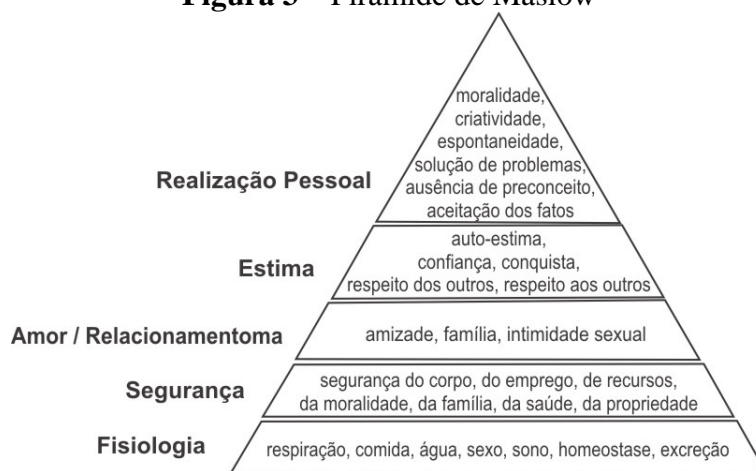 Figura 3 – Pirâmide de Maslow
moralidade,
criatividade,
espontaneidade,
solução de problemas,
ausência de preconceito,
aceitação dos fatos
Realização Pessoal
auto-estima,
confiança, conquista,
respeito dos outros, respeito aos outros
Estima
Amor / Relacionamentoma
amizade, família, intimidade sexual
Segurança
segurança do corpo, do emprego, de recursos,
da moralidade, da família, da saúde, da propriedade
Fisiologia
respiração, comida, água, sexo, sono, homeostase, excreção